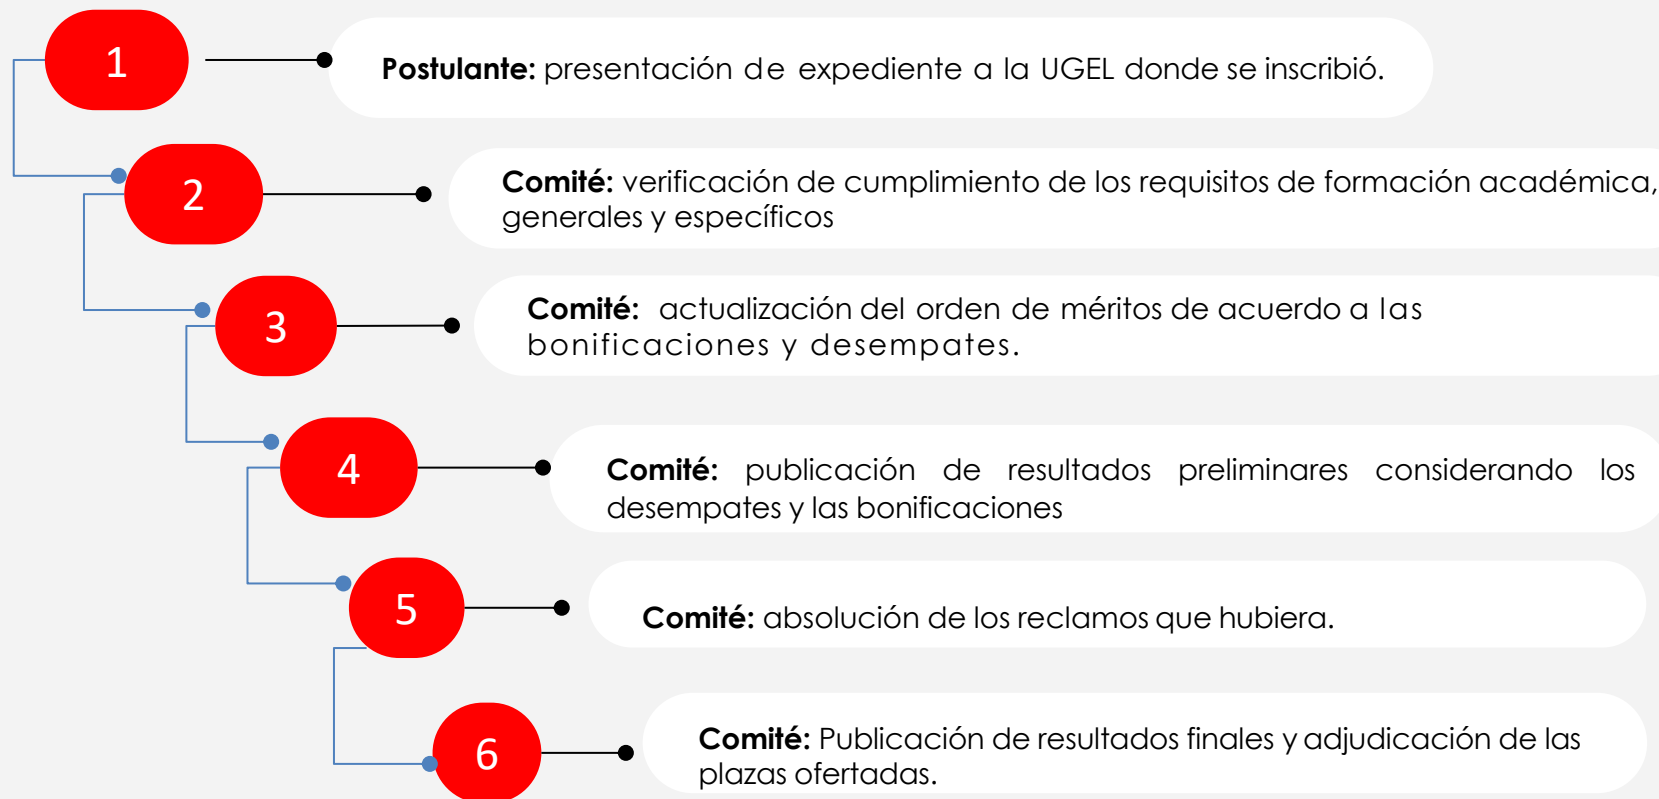 1
Postulante: presentación de expediente a la UGEL donde se inscribió.
2
Comité: verificación de cumplimiento de los requisitos de formación académica,
generales y específicos
3
Comité: actualización del orden de méritos de acuerdo a las
bonificaciones y desempates.
4
Comité: publicación de resultados preliminares considerando los
desempates y las bonificaciones
5
Comité: absolución de los reclamos que hubiera.
6
Comité: Publicación de resultados finales y adjudicación de las
plazas ofertadas.